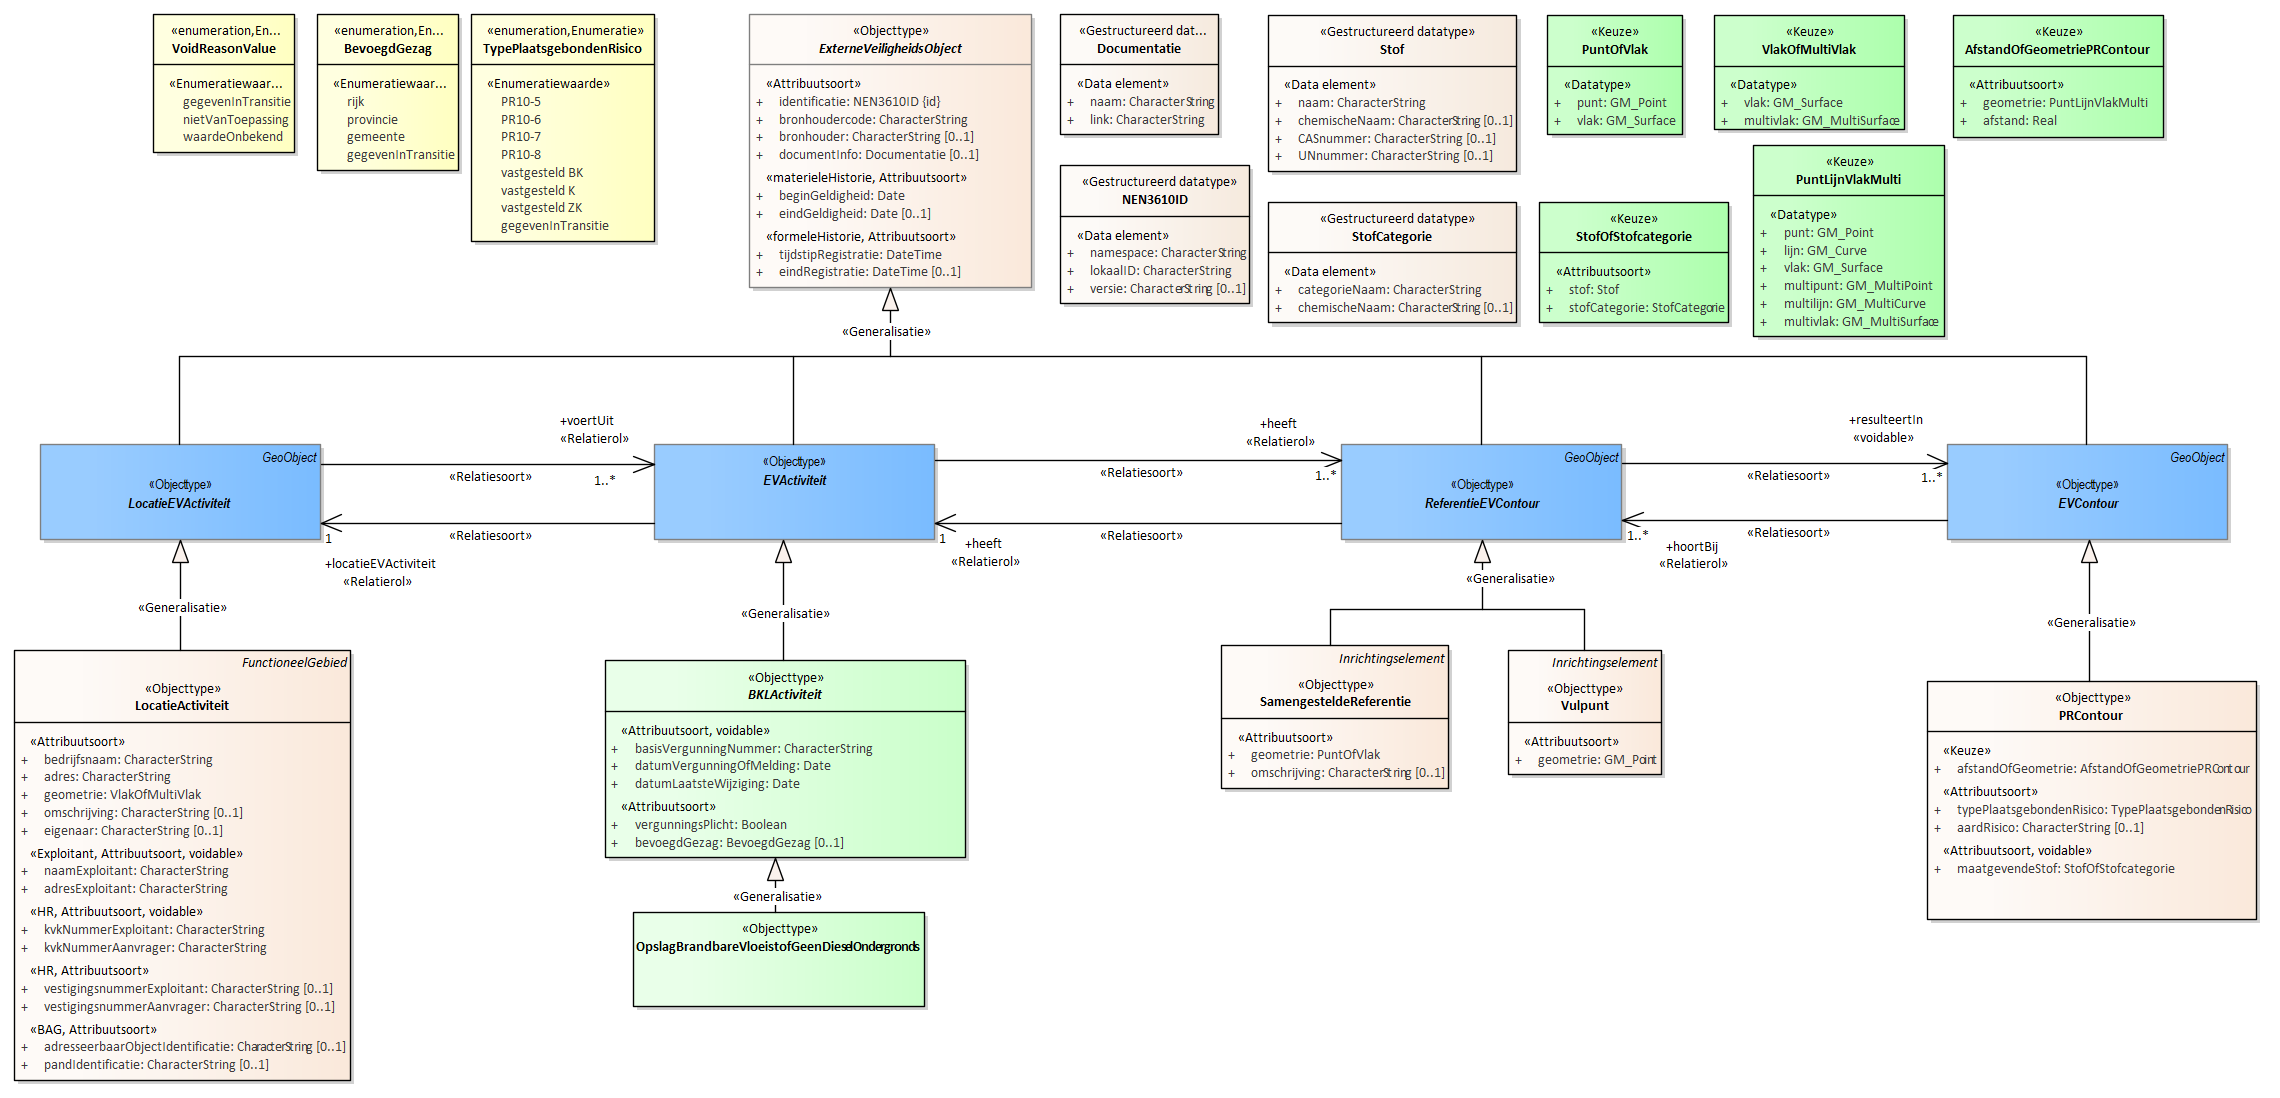 «enumeration,En...
VoidReasonValue
«Enumeratiewaar...
gegevenInTransitie
nietVanToepassing
waardeOnbekend
«enumeration,En...
BevoegdGezag
«Enumeratiewaar...
rijk
provincie
gemeente
gegevenInTransitie
«enumeration,Enumeratie»
TypePlaatsgebondenRisico
«Enumeratiewaarde»
PR10-5
PR10-6
PR10-7
PR10-8
vastgesteld BK
vastgesteld K
vastgesteld ZK
gegevenInTransitie
«Objecttype»
ExterneVeiligheidsObject
«Attribuutsoort»
+ identificatie: NEN3610ID {id}
+ bronhoudercode: CharacterString
+ bronhouder: CharacterString [0..1]
+ documentInfo: Documentatie [0..1]
«materieleHistorie, Attribuutsoort»
+ beginGeldigheid: Date
+ eindGeldigheid: Date [0..1]
«formeleHistorie, Attribuutsoort»
+ tijdstipRegistratie: DateTime
+ eindRegistratie: DateTime [0..1]
«Gestructureerd dat...
Documentatie
«Data element»
+ naam: CharacterString
+ link: CharacterString
«Gestructureerd datatype»
NEN3610ID
«Data element»
+ namespace: CharacterString
+ lokaalID: CharacterString
+ versie: CharacterString [0..1]
«Gestructureerd datatype»
Stof
«Data element»
+ naam: CharacterString
+ chemischeNaam: CharacterString [0..1]
+ CASnummer: CharacterString [0..1]
+ UNnummer: CharacterString [0..1]
«Gestructureerd datatype»
StofCategorie
«Data element»
+ categorieNaam: CharacterString
+ chemischeNaam: CharacterString [0..1]
«Keuze»
PuntOfVlak
«Datatype»
+ punt: GM_Point
+ vlak: GM_Surface
«Keuze»
VlakOfMultiVlak
«Datatype»
+ vlak: GM_Surface
+ multivlak: GM_MultiSurface
«Keuze»
AfstandOfGeometriePRContour
«Attribuutsoort»
+ geometrie: PuntLijnVlakMulti
+ afstand: Real
«Keuze»
StofOfStofcategorie
«Attribuutsoort»
+ stof: Stof
+ stofCategorie: StofCategorie
«Keuze»
PuntLijnVlakMulti
«Datatype»
+ punt: GM_Point
+ lijn: GM_Curve
+ vlak: GM_Surface
+ multipunt: GM_MultiPoint
+ multilijn: GM_MultiCurve
+ multivlak: GM_MultiSurface
«Generalisatie»
GeoObject
«Objecttype»
LocatieEVActiviteit
+voertUit
«Relatierol»
«Relatiesoort»
1..*
«Relatiesoort»
1
+locatieEVActiviteit
«Relatierol»
«Objecttype»
EVActiviteit
+heeft
«Relatierol»
«Relatiesoort»
1..*
«Relatiesoort»
1
+heeft
«Relatierol»
GeoObject
«Objecttype»
ReferentieEVContour
+resulteertIn
«voidable»
«Relatiesoort»
1..*
«Relatiesoort»
1..*
+hoortBij
«Relatierol»
GeoObject
«Objecttype»
EVContour
«Generalisatie»
«Generalisatie»
«Generalisatie»
«Generalisatie»
FunctioneelGebied
«Objecttype»
LocatieActiviteit
«Attribuutsoort»
+ bedrijfsnaam: CharacterString
+ adres: CharacterString
+ geometrie: VlakOfMultiVlak
+ omschrijving: CharacterString [0..1]
+ eigenaar: CharacterString [0..1]
«Exploitant, Attribuutsoort, voidable»
+ naamExploitant: CharacterString
+ adresExploitant: CharacterString
«HR, Attribuutsoort, voidable»
+ kvkNummerExploitant: CharacterString
+ kvkNummerAanvrager: CharacterString
«HR, Attribuutsoort»
+ vestigingsnummerExploitant: CharacterString [0..1]
+ vestigingsnummerAanvrager: CharacterString [0..1]
«BAG, Attribuutsoort»
+ adresseerbaarObjectIdentificatie: CharacterString [0..1]
+ pandIdentificatie: CharacterString [0..1]
«Objecttype»
BKLActiviteit
«Attribuutsoort, voidable»
+ basisVergunningNummer: CharacterString
+ datumVergunningOfMelding: Date
+ datumLaatsteWijziging: Date
«Attribuutsoort»
+ vergunningsPlicht: Boolean
+ bevoegdGezag: BevoegdGezag [0..1]
«Generalisatie»
«Objecttype»
OpslagBrandbareVloeistofGeenDieselOndergronds
Inrichtingselement
«Objecttype»
SamengesteldeReferentie
«Attribuutsoort»
+ geometrie: PuntOfVlak
+ omschrijving: CharacterString [0..1]
Inrichtingselement
«Objecttype»
Vulpunt
«Attribuutsoort»
+ geometrie: GM_Point
«Objecttype»
PRContour
«Keuze»
+ afstandOfGeometrie: AfstandOfGeometriePRContour
«Attribuutsoort»
+ typePlaatsgebondenRisico: TypePlaatsgebondenRisico
+ aardRisico: CharacterString [0..1]
«Attribuutsoort, voidable»
+ maatgevendeStof: StofOfStofcategorie